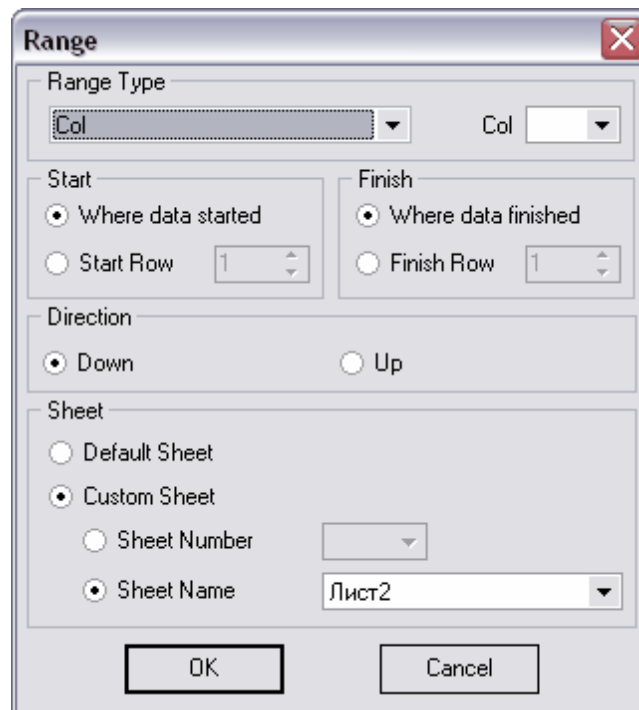 Range
Range Type
Col Col
Start Finish
Where data started Where data finished
Start Row 1 Finish Row 1
Direction
Down Up
Sheet
Default Sheet
Custom Sheet
Sheet Number
Sheet Name Лист2
OK Cancel